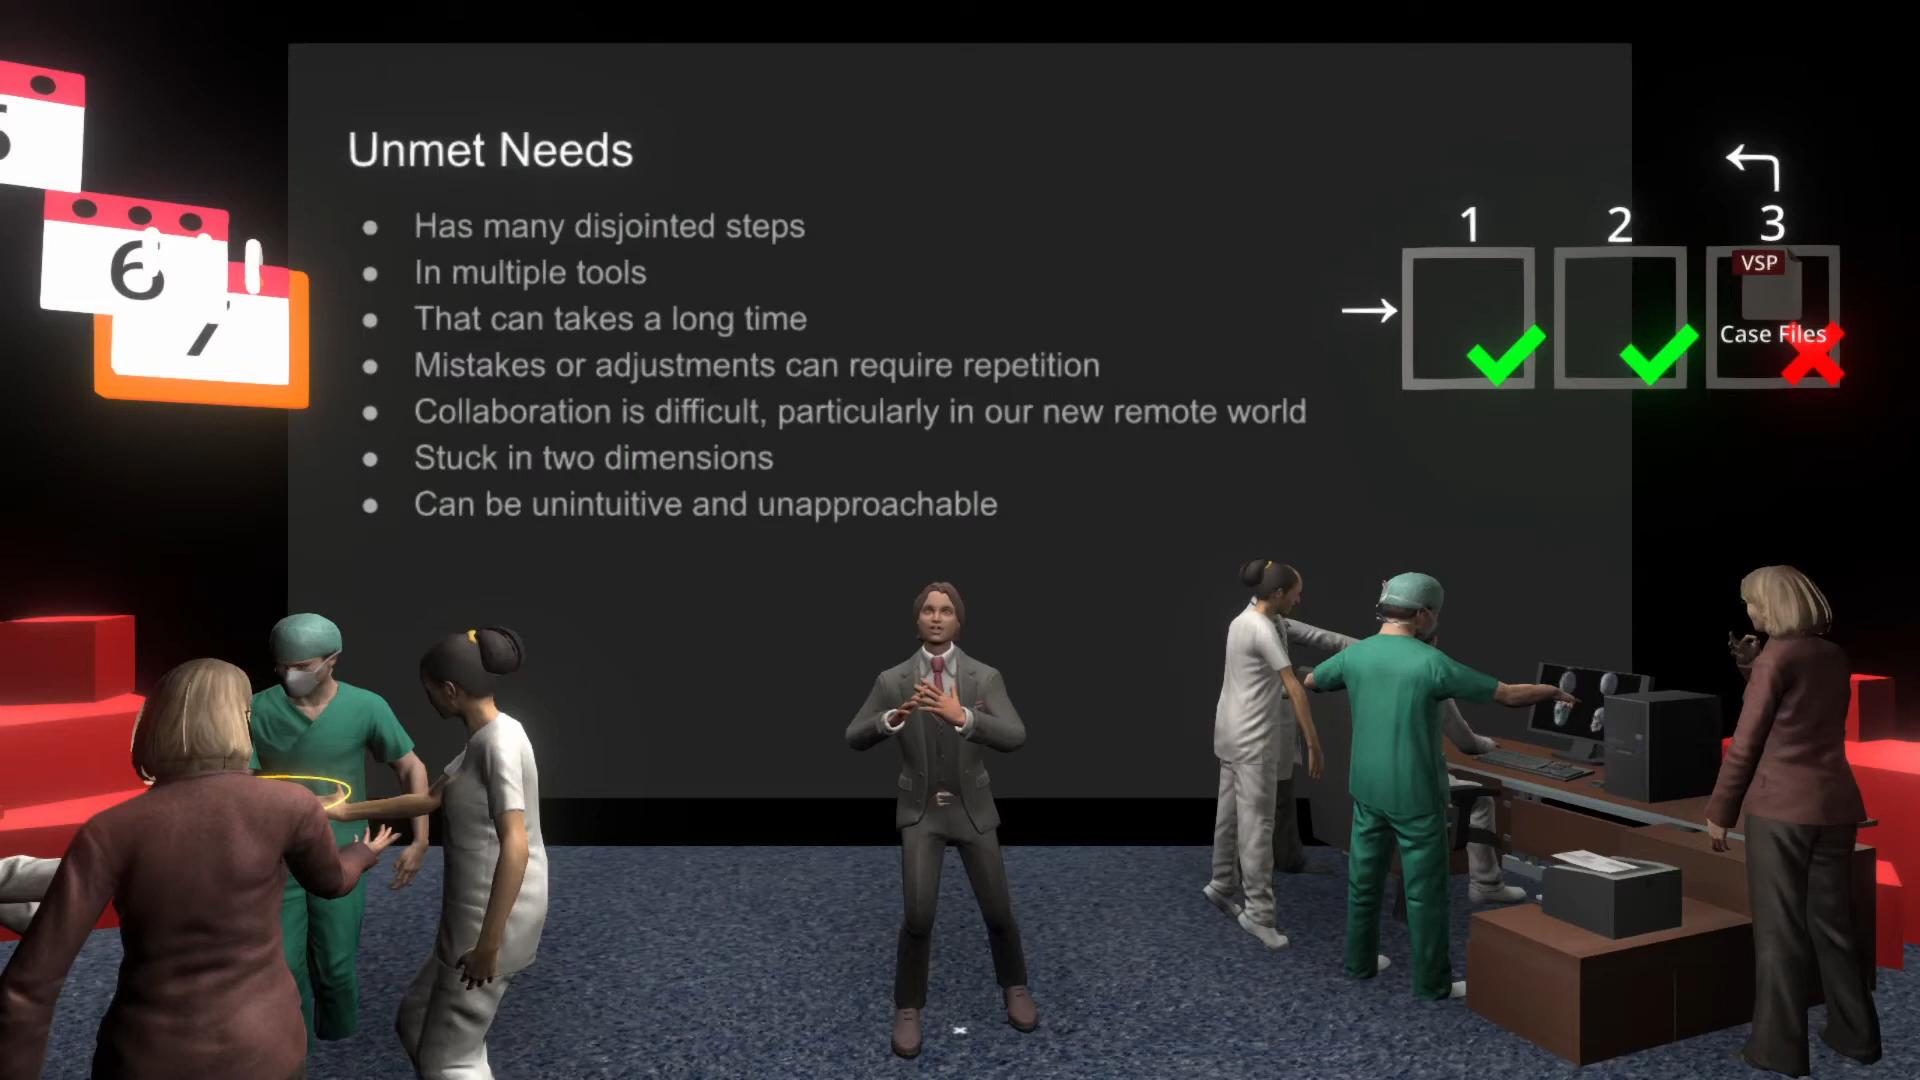 Unmet Needs
● Has many disjointed steps
● In multiple tools
● That can takes a long time
● Mistakes or adjustments can require repetition
● Collaboration is difficult, particularly in our new remote world
● Stuck in two dimensions
● Can be unintuitive and unapproachable
6
7
1 2 3
VSP
Case Files